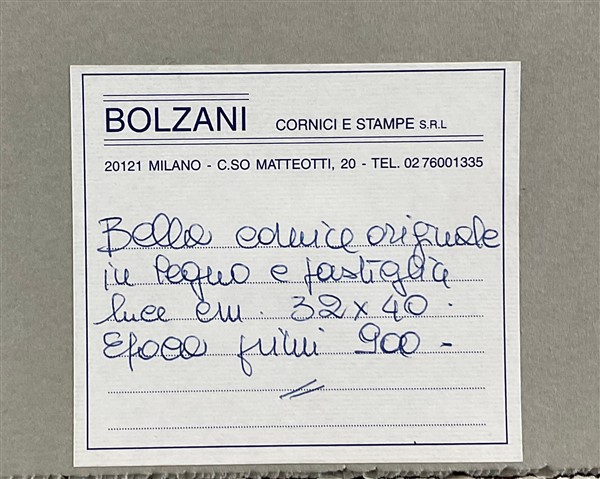 BOLZANI CORNICI E STAMPE S.R.L
20121 MILANO - C.SO MATTEOTTI, 20 - TEL. 02 76001335
Bella cornice originale
in legno e pastiglia
luce cm. 32 x 40.
Epoca primi 900 -